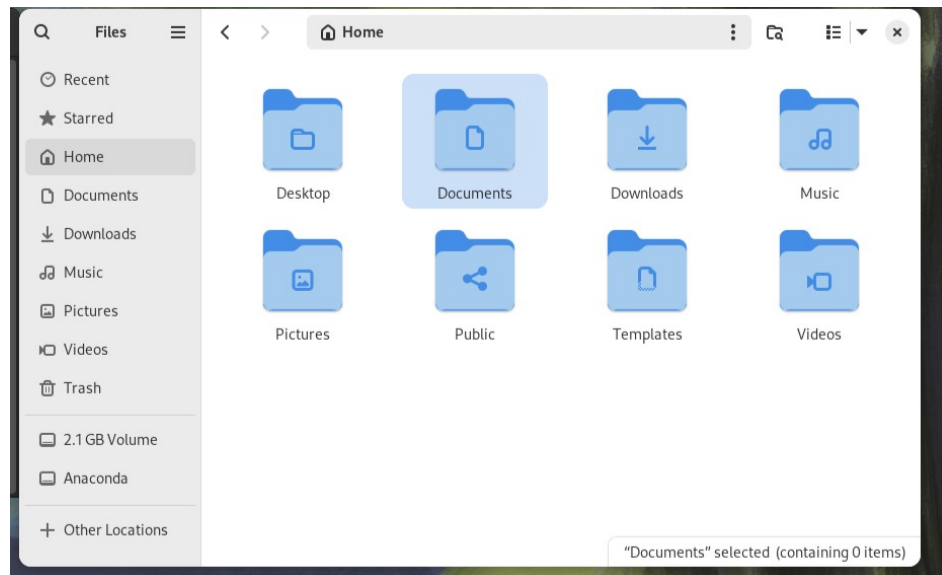 Files
Home
Recent
Starred
Home
Documents
Downloads
Music
Pictures
Videos
Trash
2.1 GB Volume
Anaconda
Other Locations
Desktop
Documents
Downloads
Music
Pictures
Public
Templates
Videos
“Documents” selected (containing 0 items)